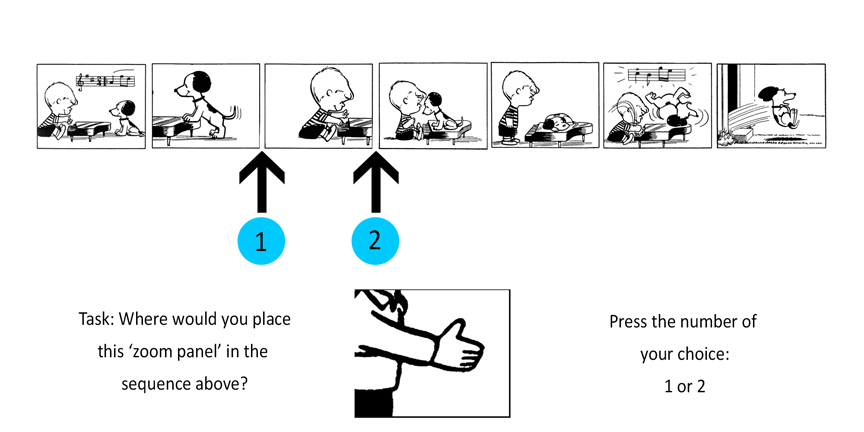 1
2
Task: Where would you place
this ‘zoom panel’ in the
sequence above?
Press the number of
your choice:
1 or 2